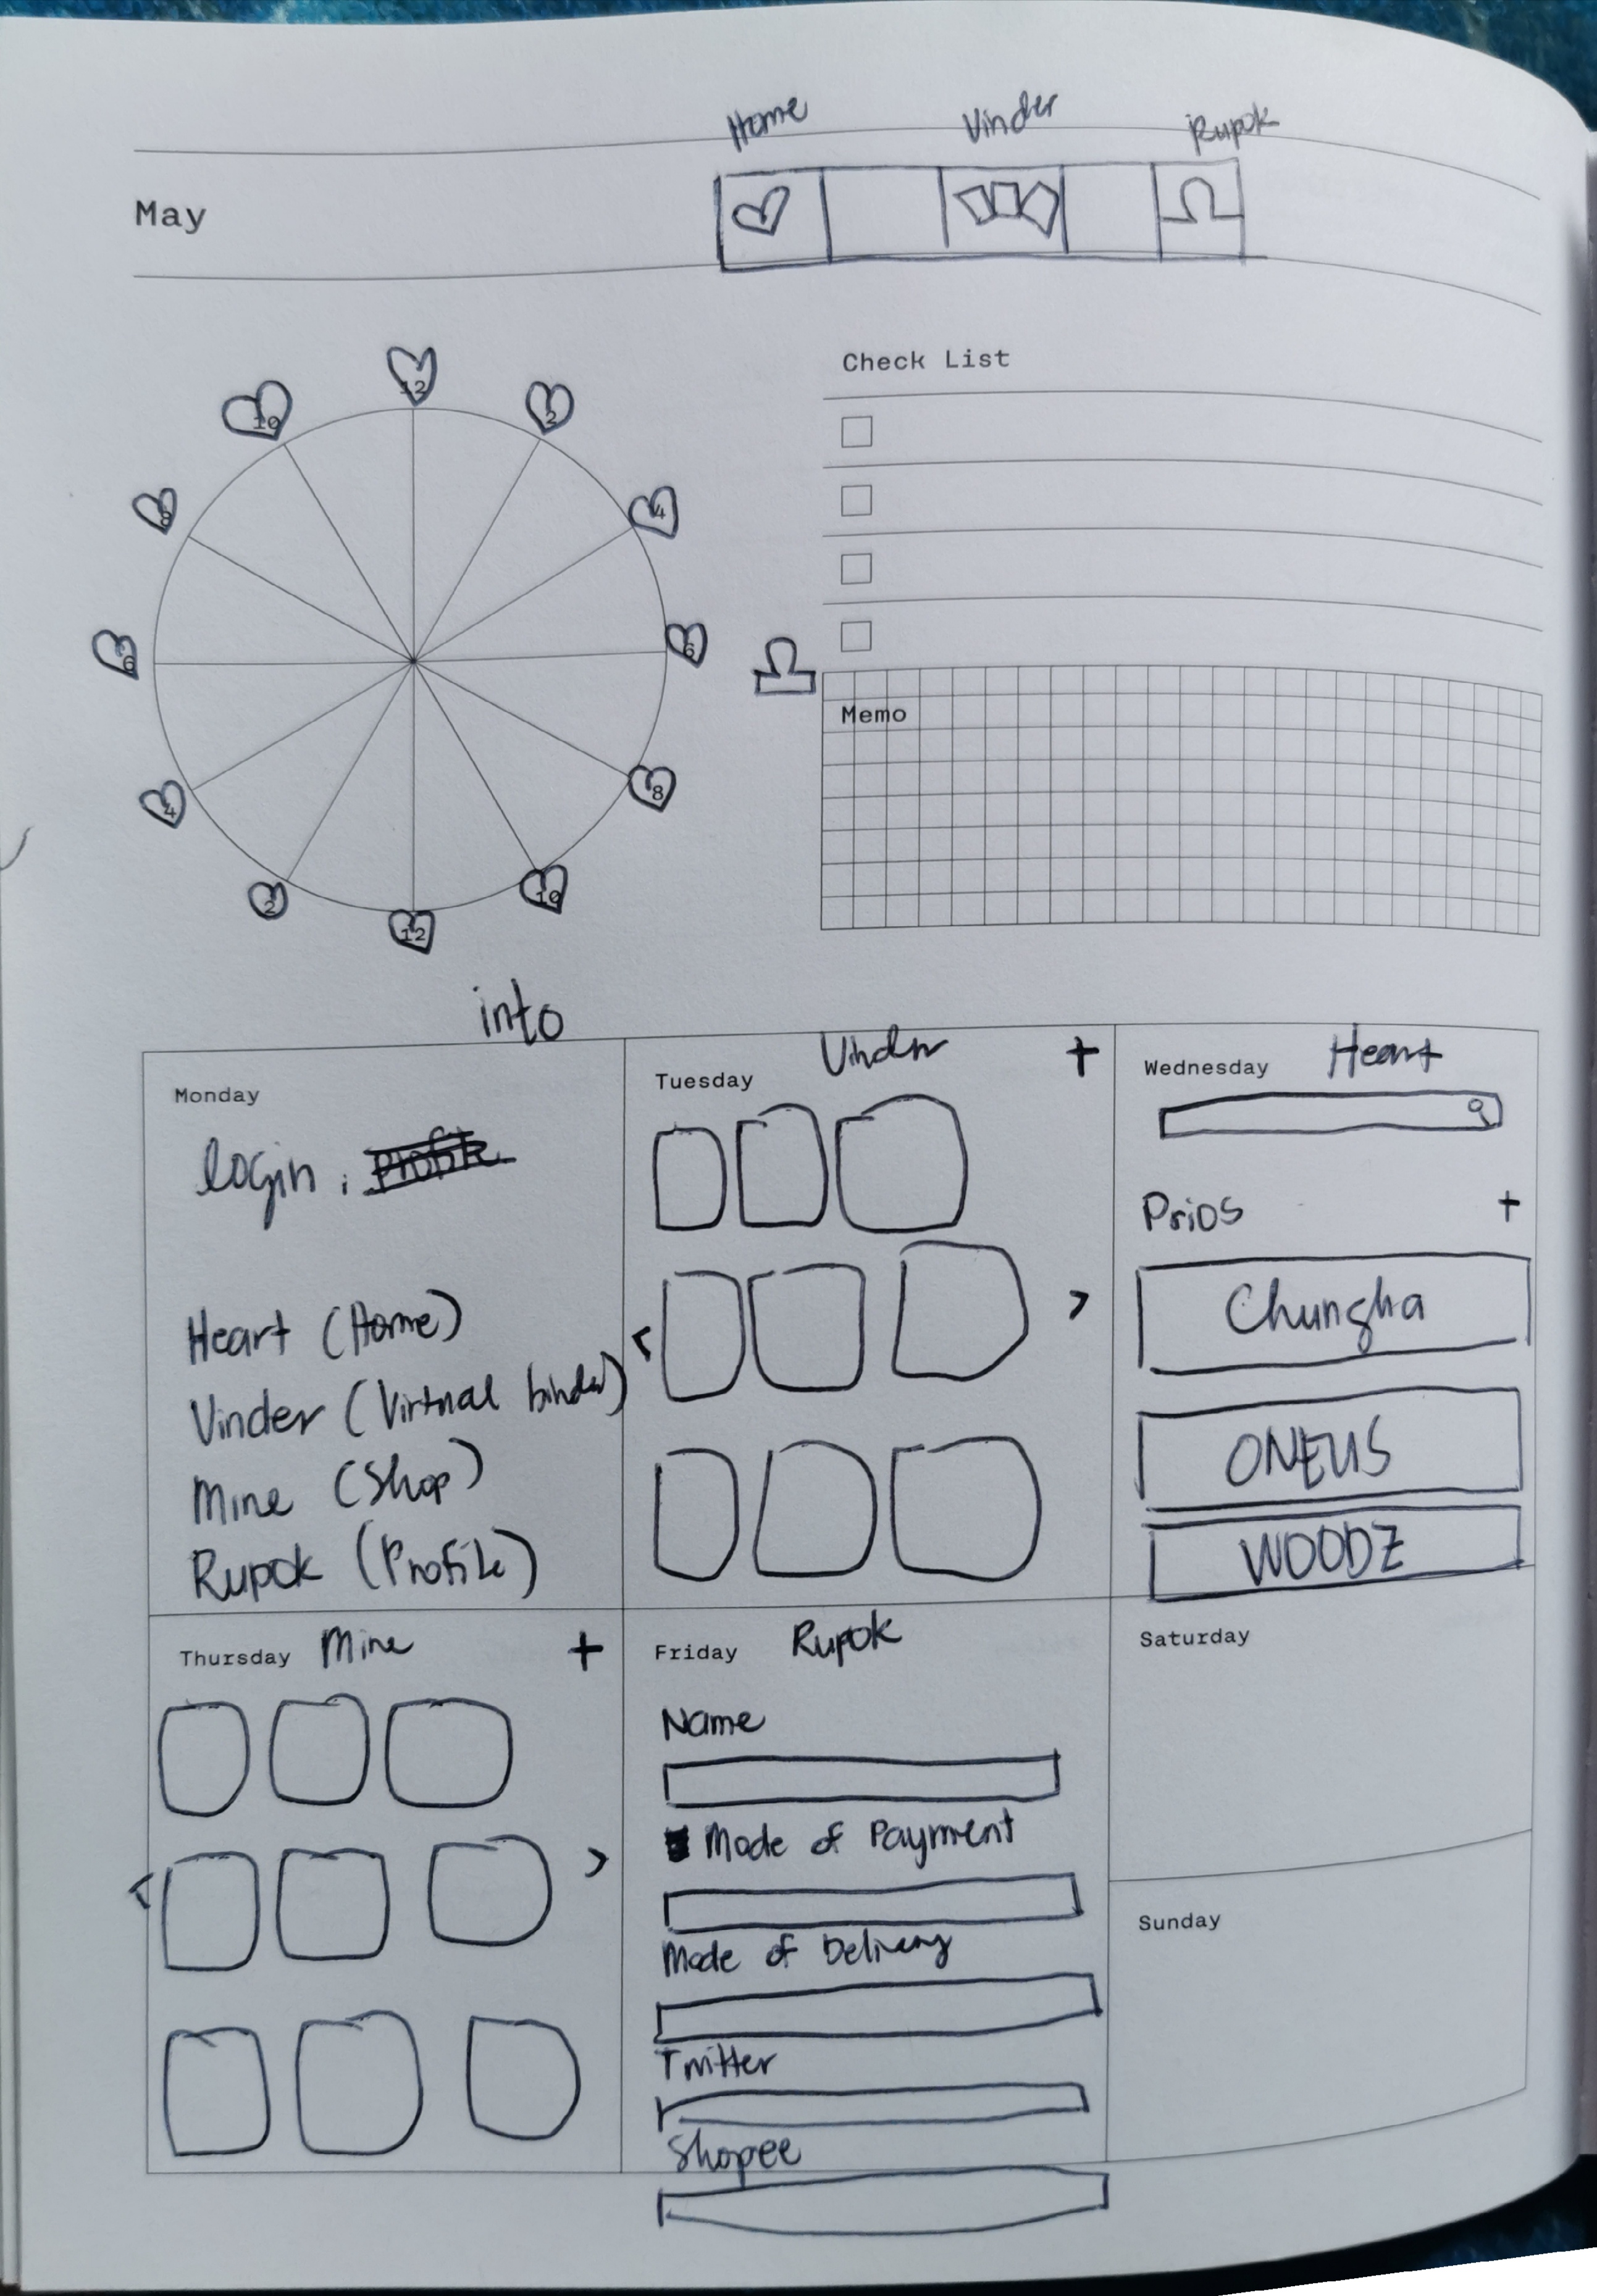 Home Vinder Rupok
May
12
10 2
8 4
6 6
4 8
2 10
12
Check List
Memo
into
Monday
login,
Heart (Home)
Vinder (Virtual binder)
Mine (Shop)
Rupok (Profile)
Tuesday Vinder +
< >
Wednesday Heart
Prios +
Chungha
ONEUS
WOODZ
Thursday Mine +
< >
Friday Rupok
Name
Mode of Payment
Mode of Delivery
Twitter
Shopee
Saturday
Sunday